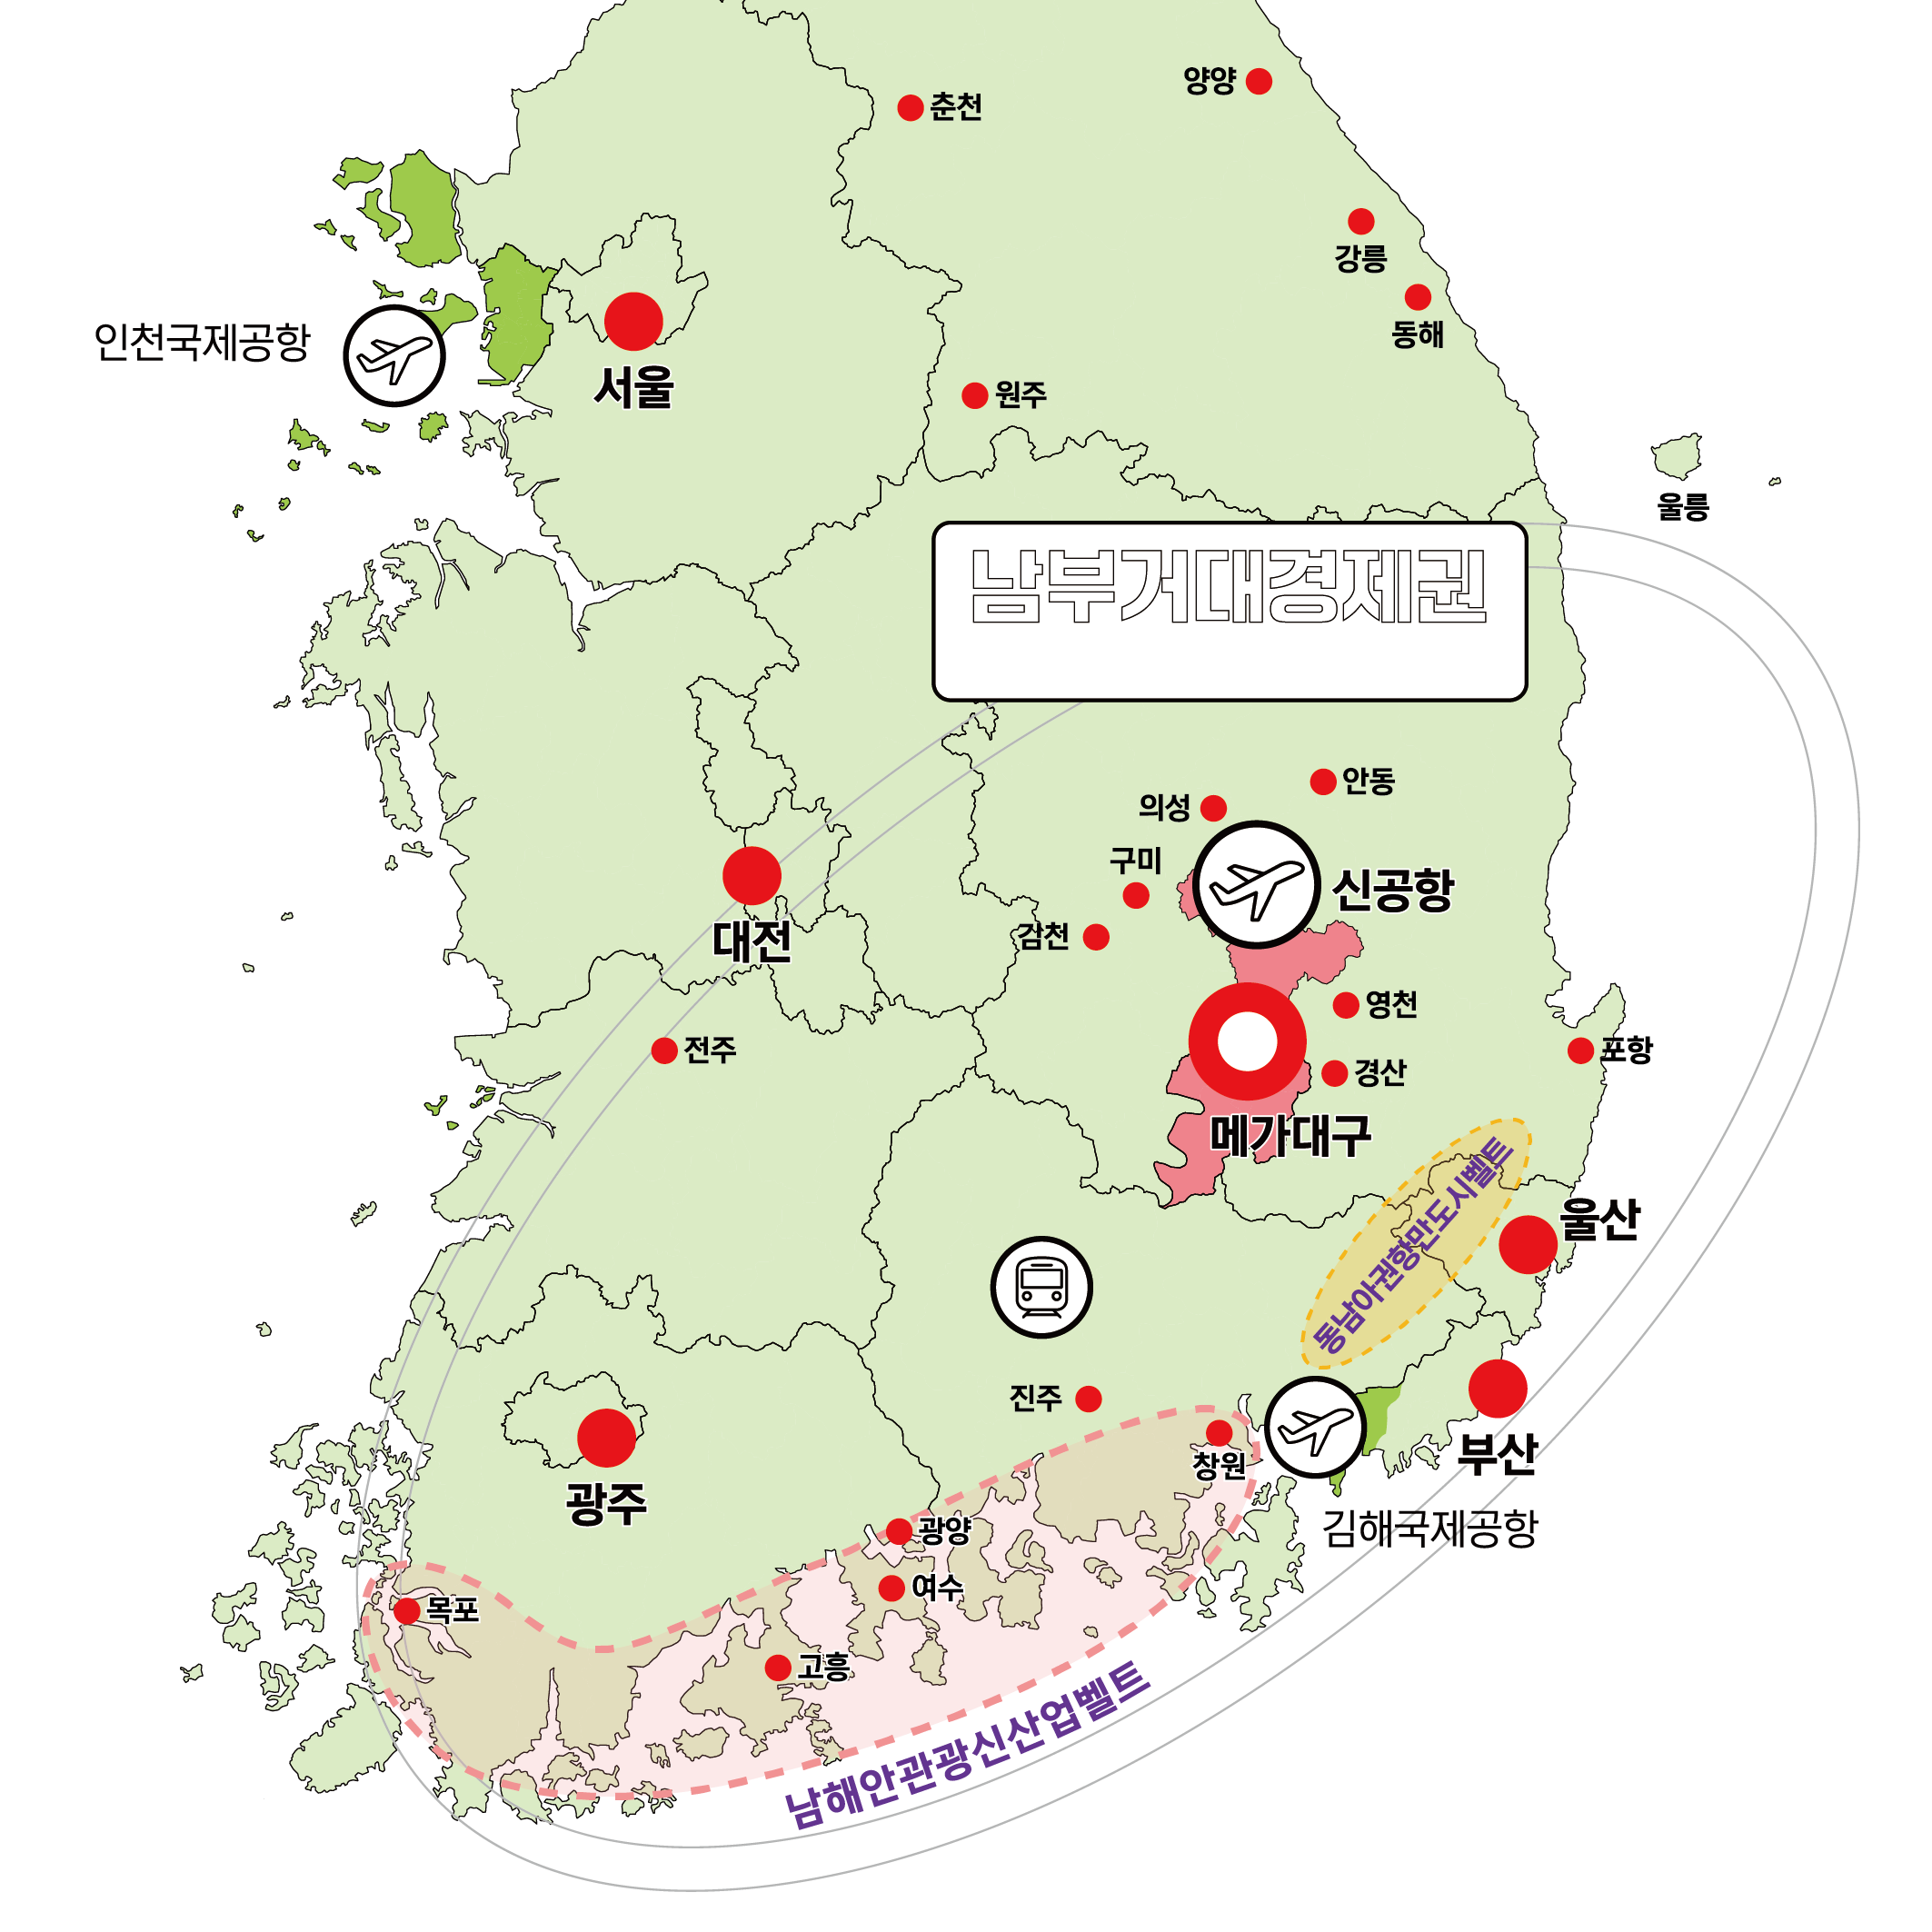 양양
춘천
강릉
동해
인천국제공항
서울
원주
울릉
남부거대경제권
안동
의성
구미
신공항
감천
대전
영천
전주
포항
경산
메가대구
동남아권항만도시벨트
울산
진주
창원
부산
광주
김해국제공항
광양
여수
목포
고흥
남해안관광신산업벨트